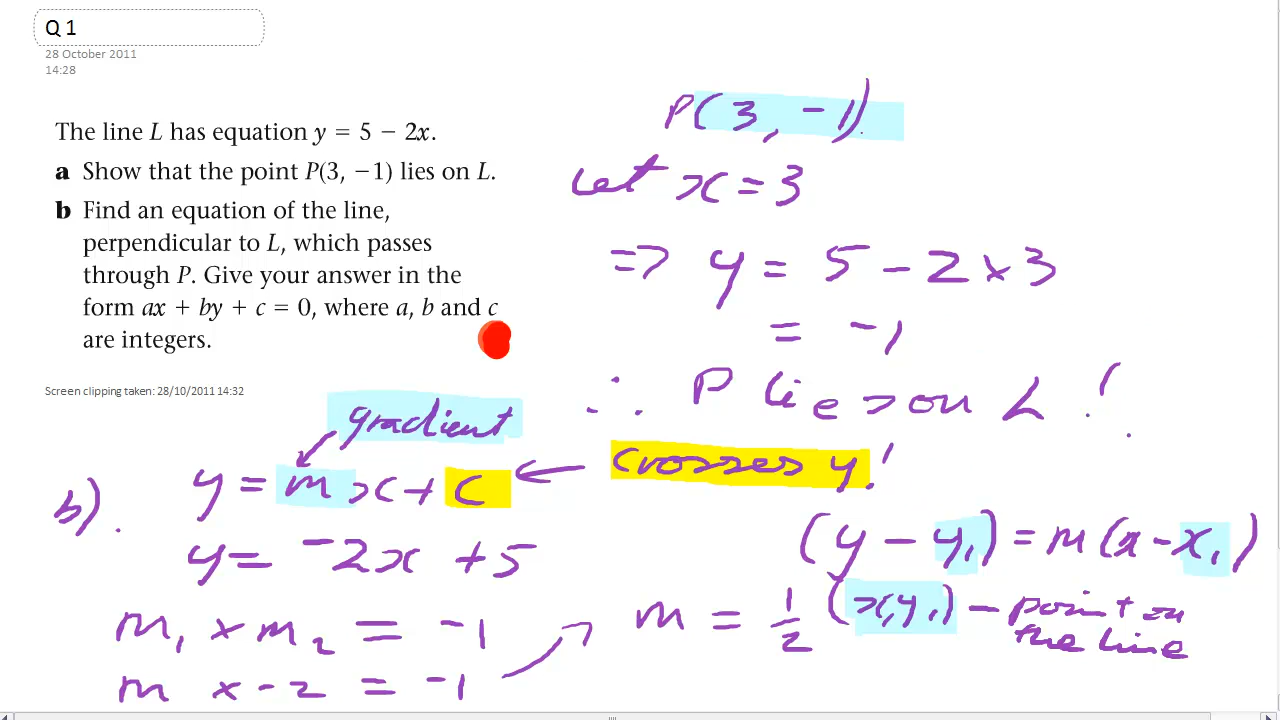 Q 1
28 October 2011
14:28
The line L has equation y = 5 − 2x.
a Show that the point P(3, −1) lies on L.
b Find an equation of the line,
perpendicular to L, which passes
through P. Give your answer in the
form ax + by + c = 0, where a, b and c
are integers.
Screen clipping taken: 28/10/2011 14:32
P(3, -1)
Let x = 3
=> y = 5 - 2 x 3
= -1
∴ P lies on L!
gradient
crosses y!
b). y = mx + c
y = -2x + 5
m₁ x m₂ = -1
m x -2 = -1
(y - y₁) = m(x - x₁)
m = 1/2 (x₁y₁) - point on
the line